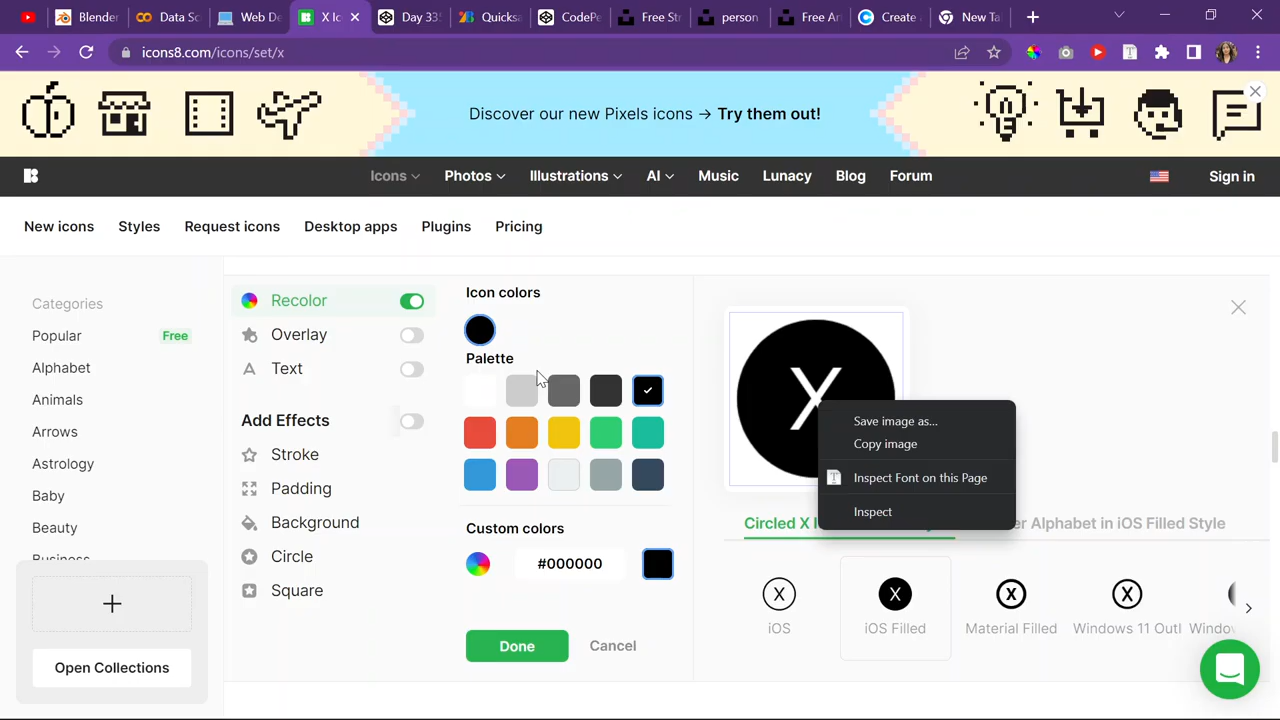 Blender
Data Sc
Web De
X Ic
Day 335
Quicksa
CodePe
Free Str
person
Free Ar
Create
New Ta
icons8.com/icons/set/x
Discover our new Pixels icons → Try them out!
Icons
Photos
Illustrations
AI
Music
Lunacy
Blog
Forum
Sign in
New icons
Styles
Request icons
Desktop apps
Plugins
Pricing
Categories
Popular
Free
Alphabet
Animals
Arrows
Astrology
Baby
Beauty
Business
Open Collections
Recolor
Overlay
A Text
Add Effects
Stroke
Padding
Background
Circle
Square
Icon colors
Palette
Custom colors
#000000
Done
Cancel
X
Save image as...
Copy image
T Inspect Font on this Page
Inspect
Circled X
er Alphabet in iOS Filled Style
X
iOS
X
iOS Filled
X
Material Filled
X
Windows 11 Outl
Windo